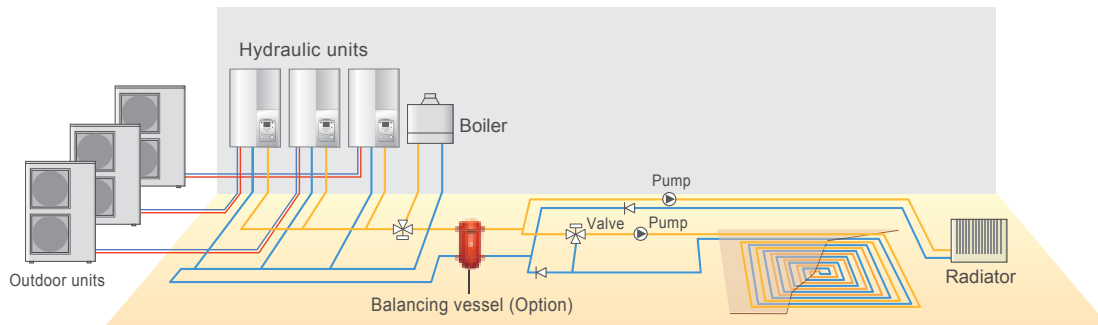 Hydraulic units
Boiler
Pump
Valve
Pump
Outdoor units
Balancing vessel (Option)
Radiator